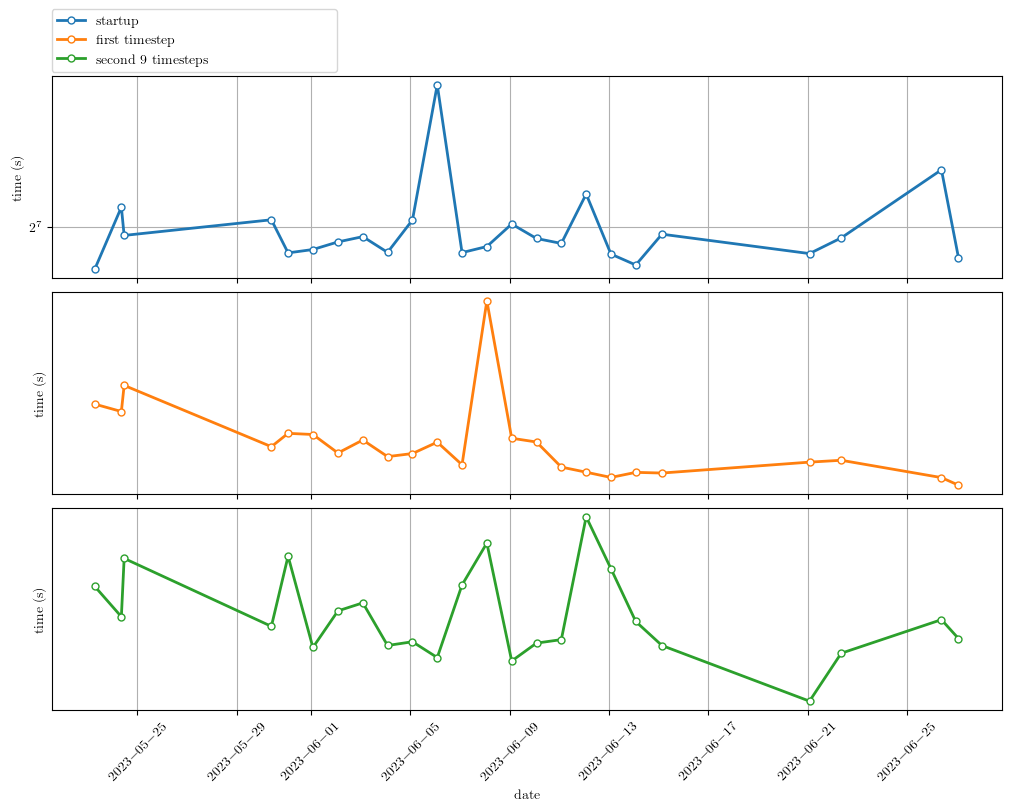 startup
first timestep
second 9 timesteps
time (s)
2^7
time (s)
time (s)
2023−05−25
2023−05−29
2023−06−01
2023−06−05
2023−06−09
2023−06−13
2023−06−17
2023−06−21
2023−06−25
date